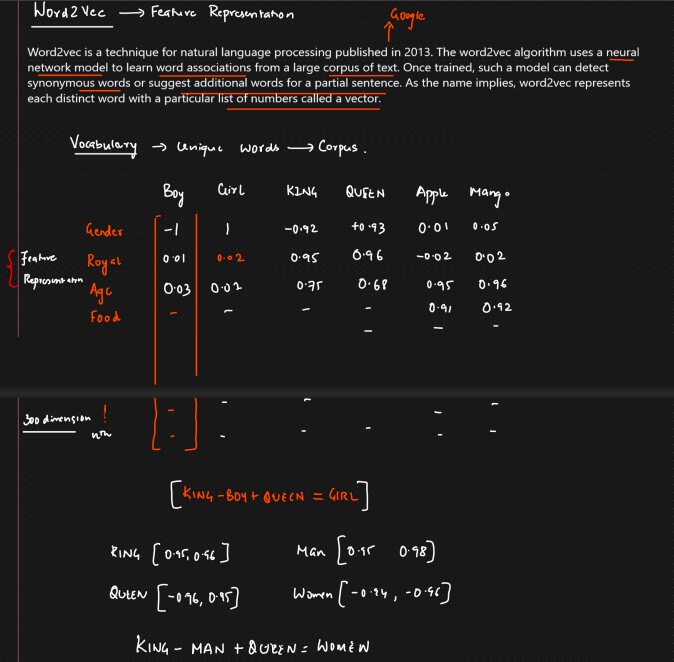 Word2Vec → Feature Representation
Google
Word2vec is a technique for natural language processing published in 2013. The word2vec algorithm uses a neural
network model to learn word associations from a large corpus of text. Once trained, such a model can detect
synonymous words or suggest additional words for a partial sentence. As the name implies, word2vec represents
each distinct word with a particular list of numbers called a vector.
Vocabulary → Unique words → Corpus.
Boy Girl KING QUEEN Apple Mango
Gender -1 1 -0.92 +0.93 0.01 0.05
Feature Royal 0.01 0.02 0.95 0.96 -0.02 0.02
Representation Age 0.03 0.02 0.75 0.68 0.95 0.96
Food - - - - 0.91 0.92
- - -
- - - - -
300 dimension !
nth - - - - - -
[KING - BOY + QUEEN = GIRL]
KING [0.95, 0.96] Man [0.95 0.98]
QUEEN [-0.96, 0.95] Women [-0.94, -0.96]
KING - MAN + QUEEN = WOMEN